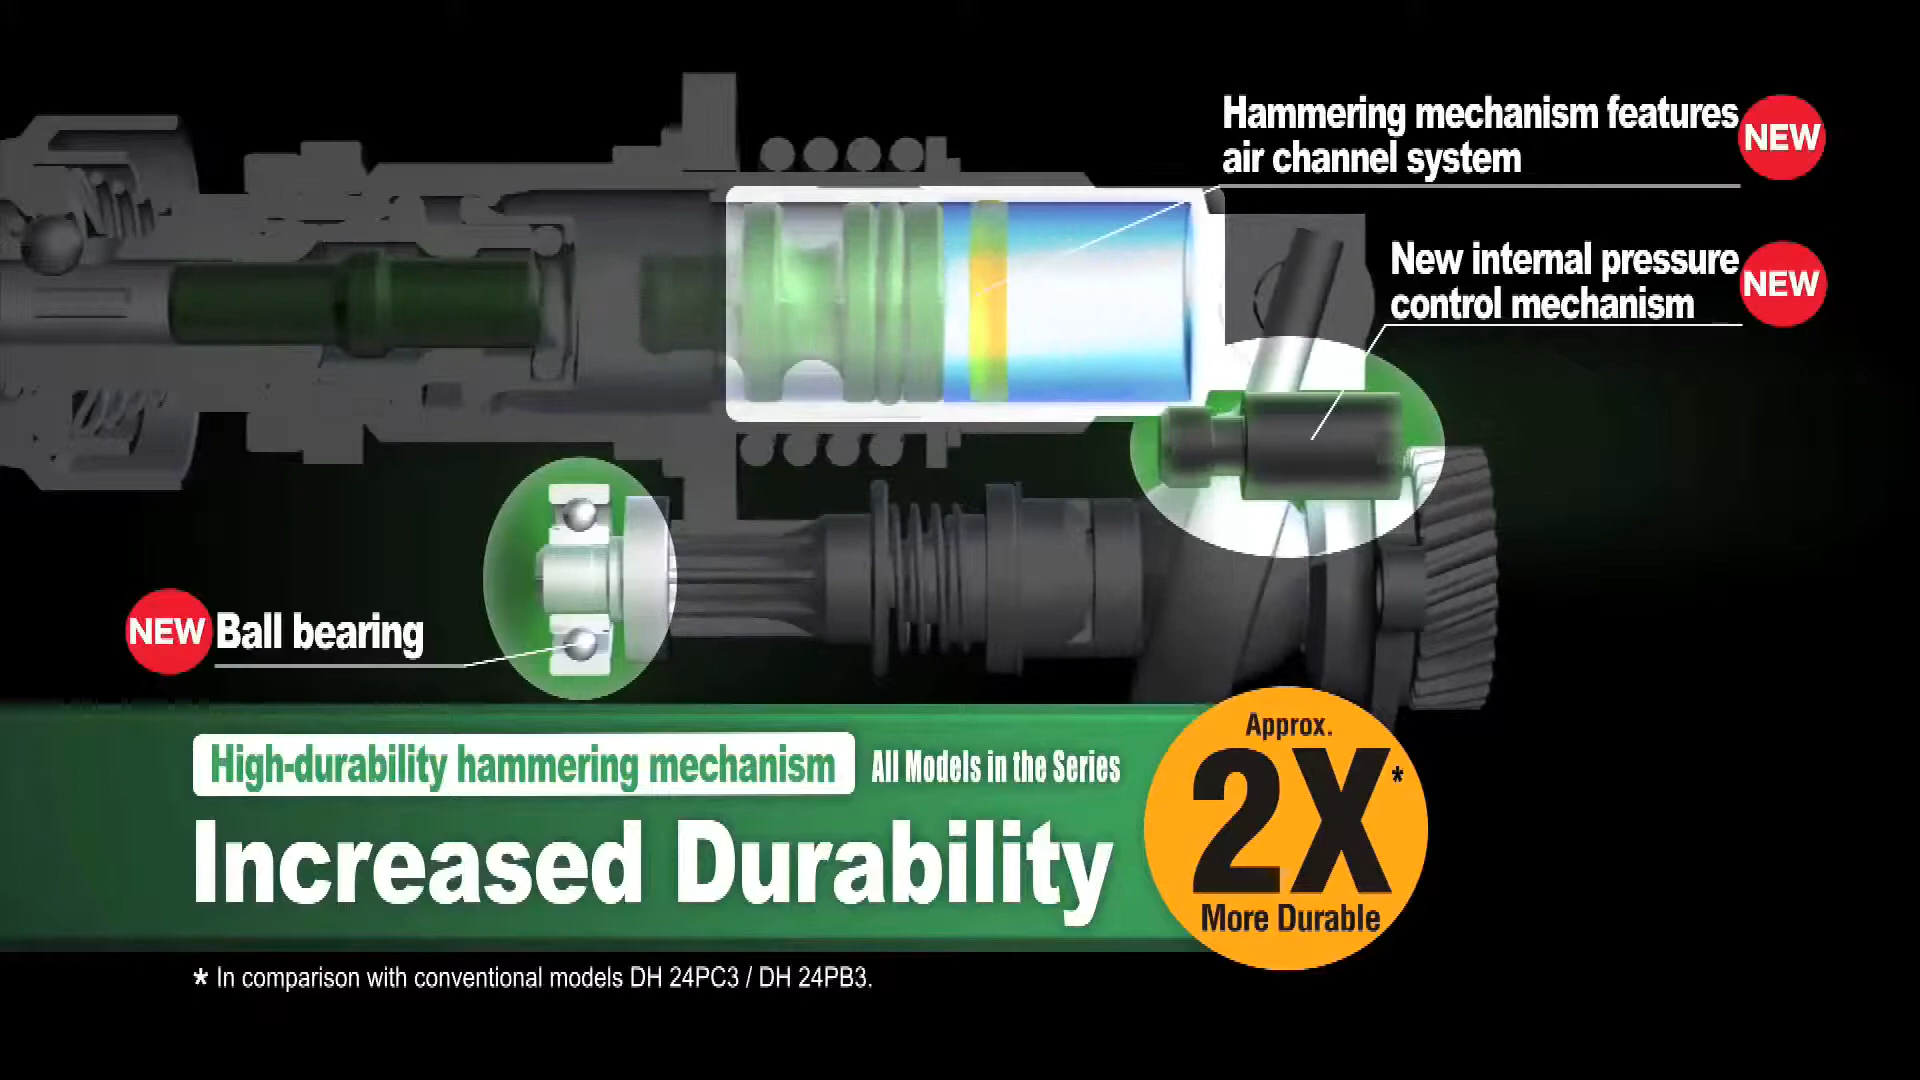 Hammering mechanism features
air channel system
NEW
New internal pressure
control mechanism
NEW
NEW
Ball bearing
High-durability hammering mechanism
All Models in the Series
Increased Durability
Approx.
2X*
More Durable
* In comparison with conventional models DH 24PC3 / DH 24PB3.